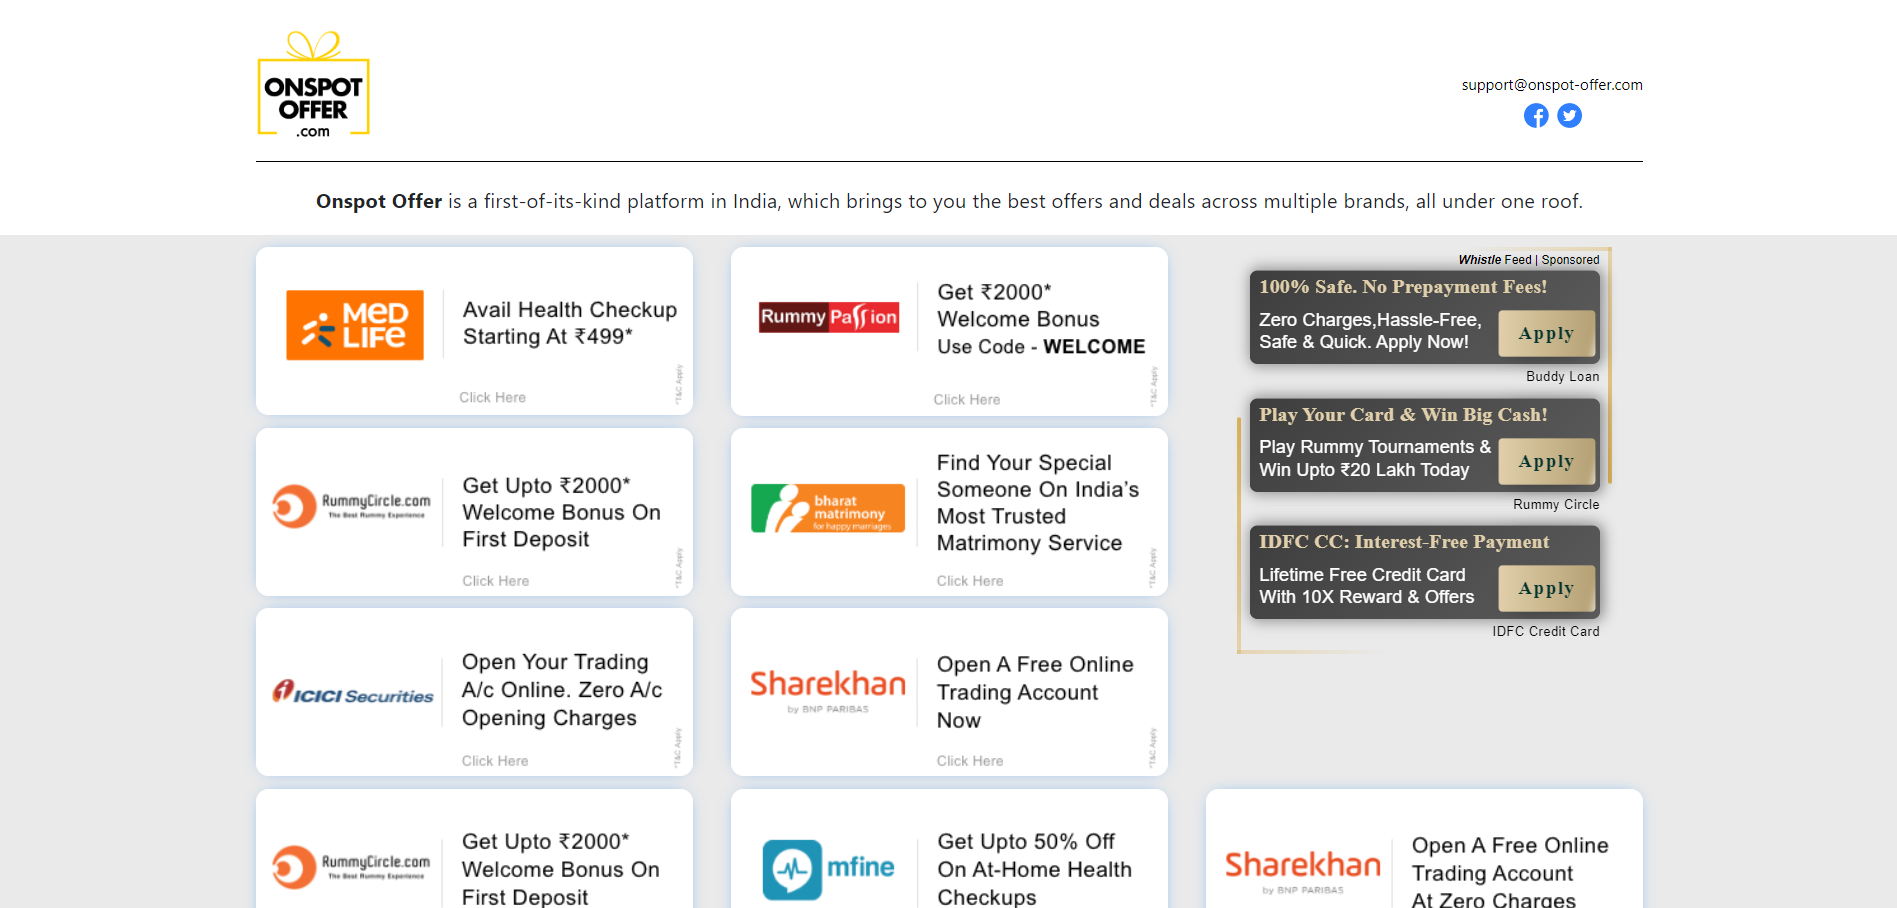 ONSPOT
OFFER
.com
support@onspot-offer.com
Onspot Offer is a first-of-its-kind platform in India, which brings to you the best offers and deals across multiple brands, all under one roof.
MeD
LiFe
Avail Health Checkup
Starting At ₹499*
Click Here
*T&C Apply
Rummy Passion
Get ₹2000*
Welcome Bonus
Use Code - WELCOME
Click Here
*T&C Apply
Whistle Feed | Sponsored
100% Safe. No Prepayment Fees!
Zero Charges,Hassle-Free,
Safe & Quick. Apply Now!
Apply
Buddy Loan
Play Your Card & Win Big Cash!
Play Rummy Tournaments &
Win Upto ₹20 Lakh Today
Apply
Rummy Circle
IDFC CC: Interest-Free Payment
Lifetime Free Credit Card
With 10X Reward & Offers
Apply
IDFC Credit Card
RummyCircle.com
The Best Rummy Experience
Get Upto ₹2000*
Welcome Bonus On
First Deposit
Click Here
*T&C Apply
bharat
matrimony
for happy marriages
Find Your Special
Someone On India's
Most Trusted
Matrimony Service
Click Here
*T&C Apply
ICICI Securities
Open Your Trading
A/c Online. Zero A/c
Opening Charges
Click Here
*T&C Apply
Sharekhan
by BNP PARIBAS
Open A Free Online
Trading Account
Now
Click Here
*T&C Apply
RummyCircle.com
The Best Rummy Experience
Get Upto ₹2000*
Welcome Bonus On
First Deposit
mfine
Get Upto 50% Off
On At-Home Health
Checkups
Sharekhan
by BNP PARIBAS
Open A Free Online
Trading Account
At Zero Charges